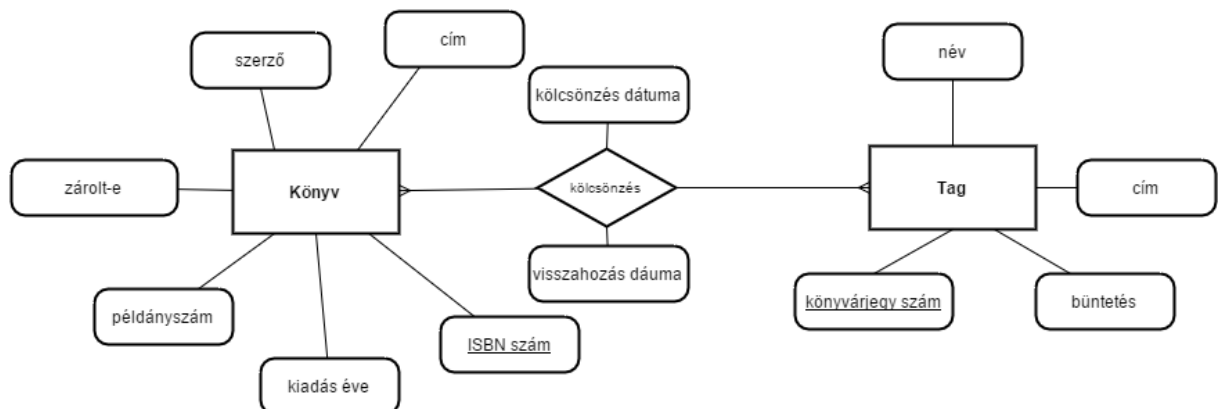 cím
szerző
név
kölcsönzés dátuma
zárolt-e
Könyv
kölcsönzés
Tag
cím
visszahozás dáuma
példányszám
könyvárjegy szám
büntetés
ISBN szám
kiadás éve